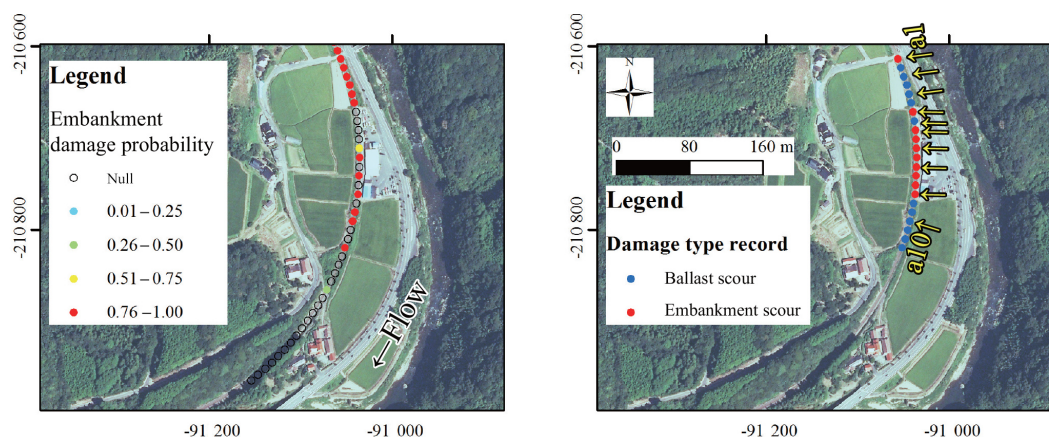 -210 600
-210 800
Legend
Embankment
damage probability
Null
0.01 – 0.25
0.26 – 0.50
0.51 – 0.75
0.76 – 1.00
←Flow
-91 200
-91 000
-210 600
-210 800
N
0 80 160 m
Legend
Damage type record
Ballast scour
Embankment scour
a1
a10
-91 200
-91 000